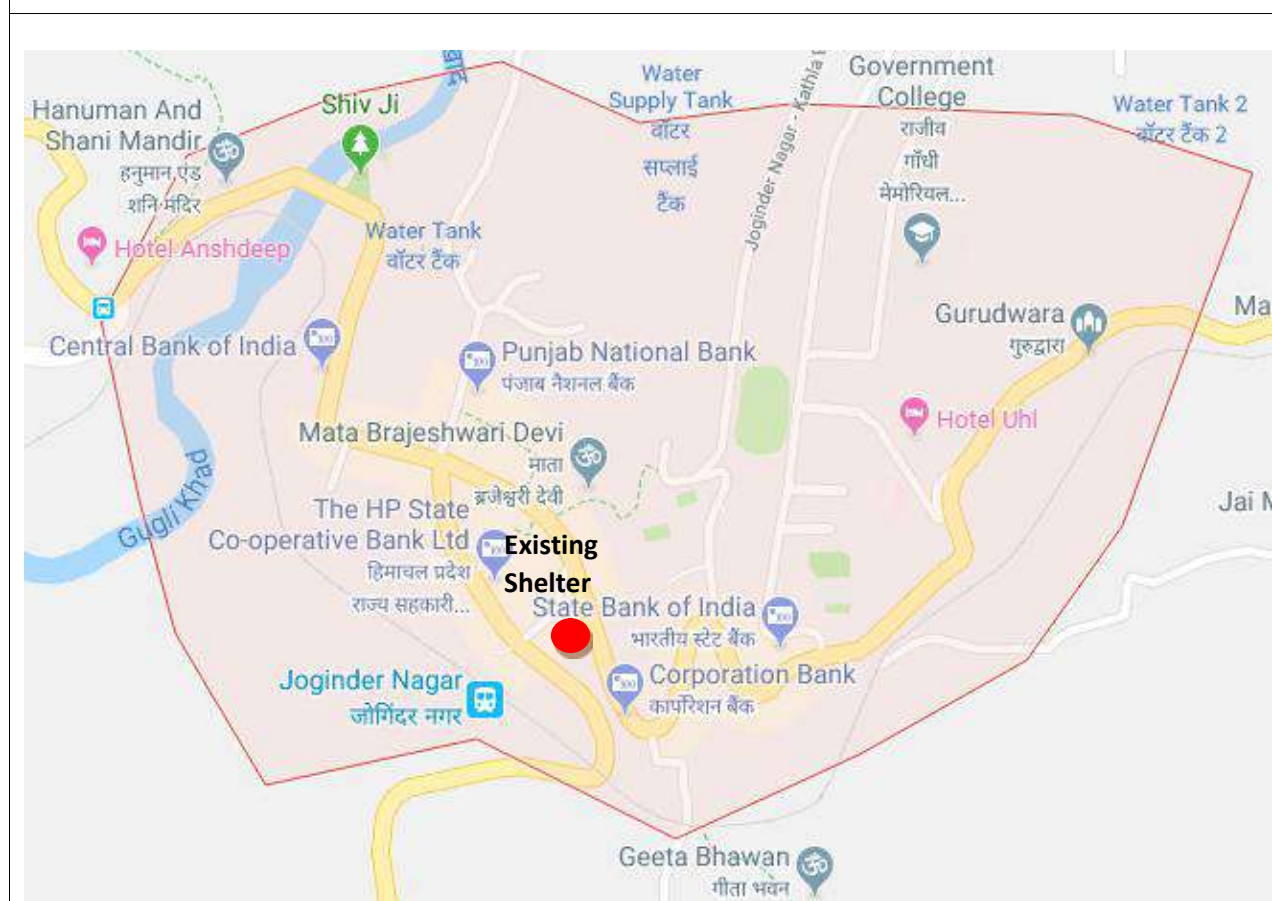 Water
Supply Tank
वॉटर
सप्लाई
टैंक
Joginder Nagar - Kathla
Government
College
राजीव
गाँधी
मेमोरियल...
Water Tank 2
वॉटर टैंक 2
Hanuman And
Shani Mandir
हनुमान एंड
शनि मंदिर
Shiv Ji
Hotel Anshdeep
Water Tank
वॉटर टैंक
Central Bank of India
Punjab National Bank
पंजाब नैशनल बैंक
Gurudwara
गुरुद्वारा
Ma
Hotel Uhl
Mata Brajeshwari Devi
माता
ब्रजेश्वरी देवी
Gugli Khad
The HP State
Co-operative Bank Ltd
हिमाचल प्रदेश
राज्य सहकारी...
Existing
Shelter
Jai
State Bank of India
भारतीय स्टेट बैंक
Joginder Nagar
जोगिंदर नगर
Corporation Bank
कार्पोरेशन बैंक
Geeta Bhawan
गीता भवन